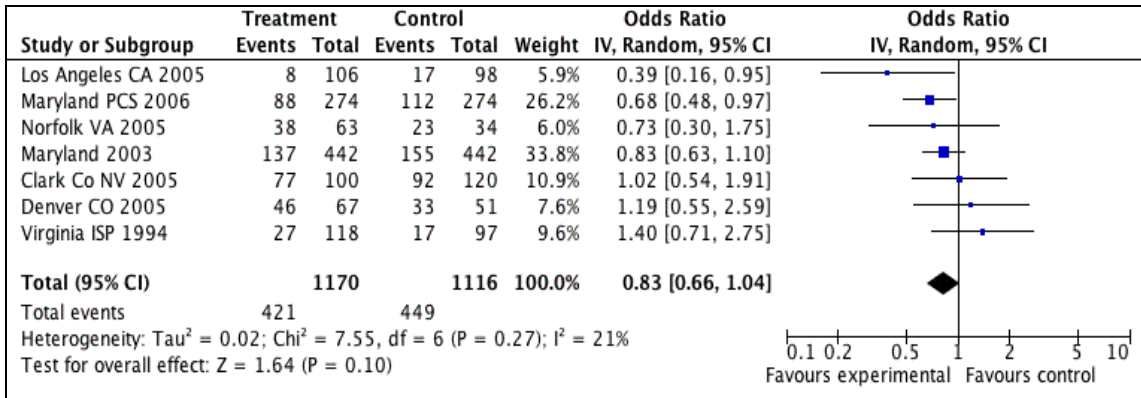 Treatment Control Odds Ratio Odds Ratio
Study or Subgroup Events Total Events Total Weight IV, Random, 95% CI IV, Random, 95% CI
Los Angeles CA 2005 8 106 17 98 5.9% 0.39 [0.16, 0.95]
Maryland PCS 2006 88 274 112 274 26.2% 0.68 [0.48, 0.97]
Norfolk VA 2005 38 63 23 34 6.0% 0.73 [0.30, 1.75]
Maryland 2003 137 442 155 442 33.8% 0.83 [0.63, 1.10]
Clark Co NV 2005 77 100 92 120 10.9% 1.02 [0.54, 1.91]
Denver CO 2005 46 67 33 51 7.6% 1.19 [0.55, 2.59]
Virginia ISP 1994 27 118 17 97 9.6% 1.40 [0.71, 2.75]
Total (95% CI) 1170 1116 100.0% 0.83 [0.66, 1.04]
Total events 421 449
Heterogeneity: Tau² = 0.02; Chi² = 7.55, df = 6 (P = 0.27); I² = 21%
Test for overall effect: Z = 1.64 (P = 0.10)
0.1 0.2 0.5 1 2 5 10
Favours experimental Favours control